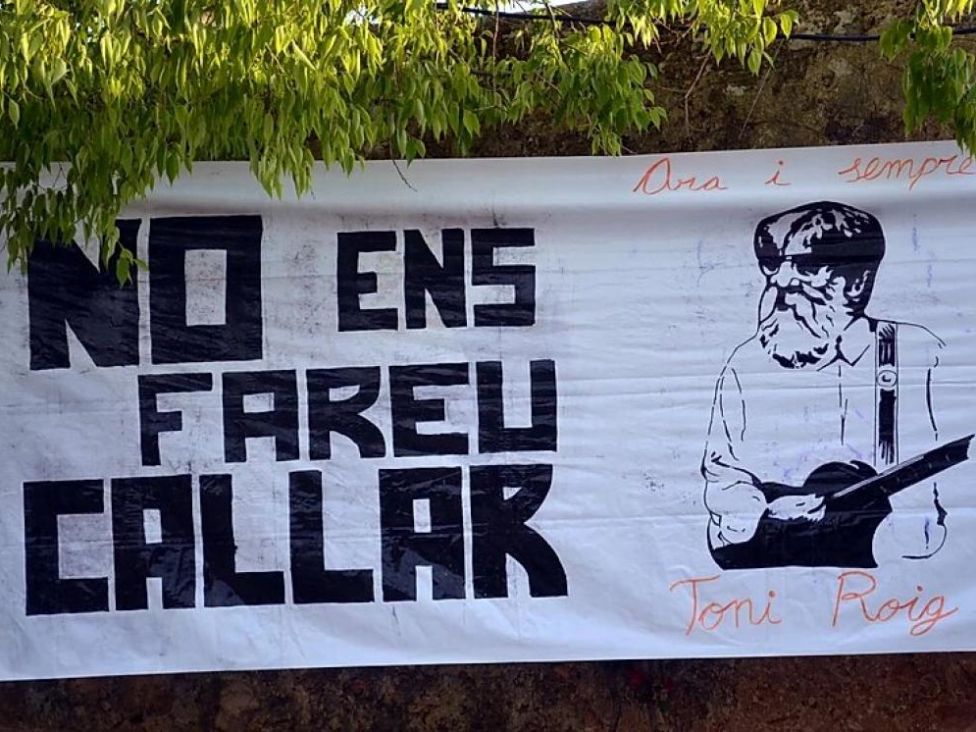 Ara i sempre
NO ENS
FAREU
CALLAR
Toni Roig